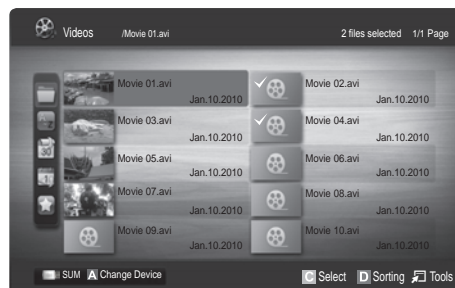 Videos /Movie 01.avi 2 files selected 1/1 Page
Movie 01.avi Movie 02.avi
Jan.10.2010 Jan.10.2010
Movie 03.avi Movie 04.avi
Jan.10.2010 Jan.10.2010
Movie 05.avi Movie 06.avi
Jan.10.2010 Jan.10.2010
Movie 07.avi Movie 08.avi
Jan.10.2010 Jan.10.2010
Movie 09.avi Movie 10.avi
Jan.10.2010 Jan.10.2010
SUM A Change Device C Select D Sorting Tools
30
1